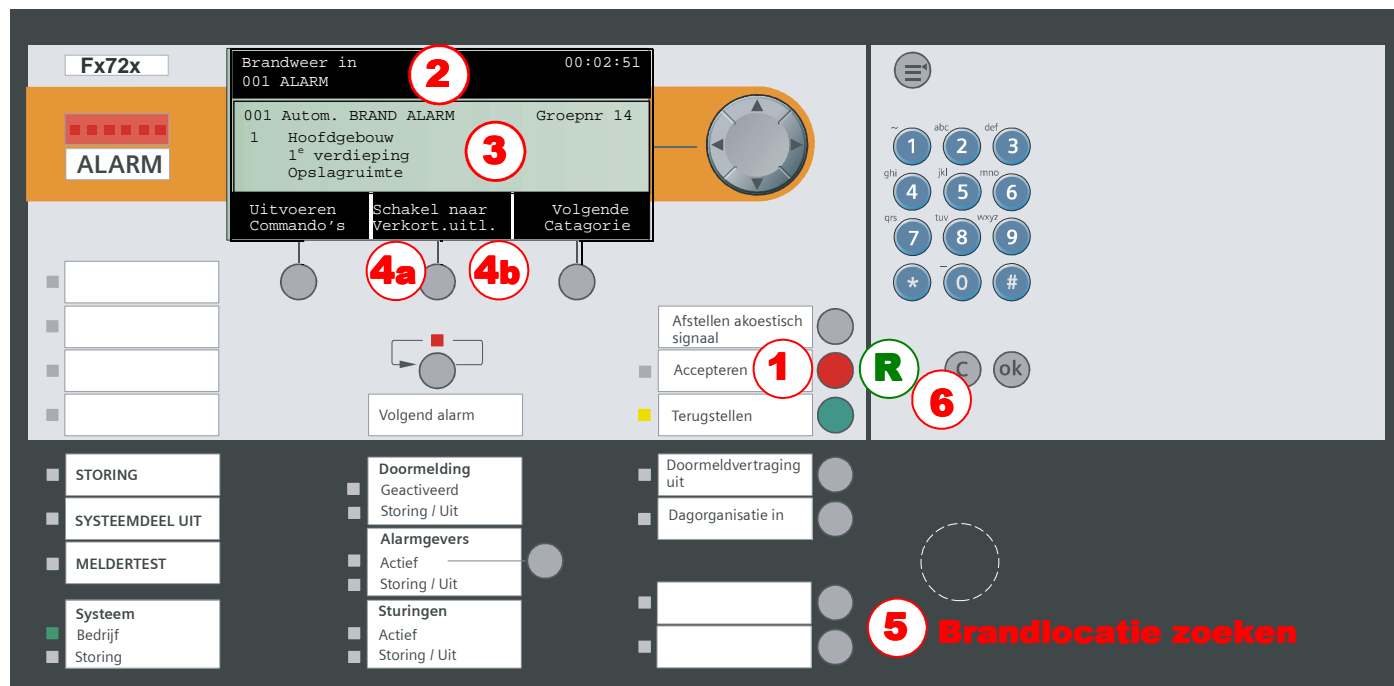 Fx72x
Brandweer in 00:02:51
001 ALARM
2
001 Autom. BRAND ALARM Groepnr 14
1 Hoofdgebouw
1e verdieping
Opslagruimte
3
ALARM
Uitvoeren
Commando's
Schakel naar
Verkort.uitl.
Volgende
Catagorie
4a
4b
Afstellen akoestisch
signaal
Accepteren
1
R
Terugstellen
6
Volgend alarm
~ 1
abc 2
def 3
ghi 4
jkl 5
mno 6
qrs 7
tuv 8
wxyz 9
*
_ 0
#
C
ok
STORING
SYSTEEMDEEL UIT
MELDERTEST
Systeem
Bedrijf
Storing
Doormelding
Geactiveerd
Storing / Uit
Alarmgevers
Actief
Storing / Uit
Sturingen
Actief
Storing / Uit
Doormeldvertraging
uit
Dagorganisatie in
5 Brandlocatie zoeken